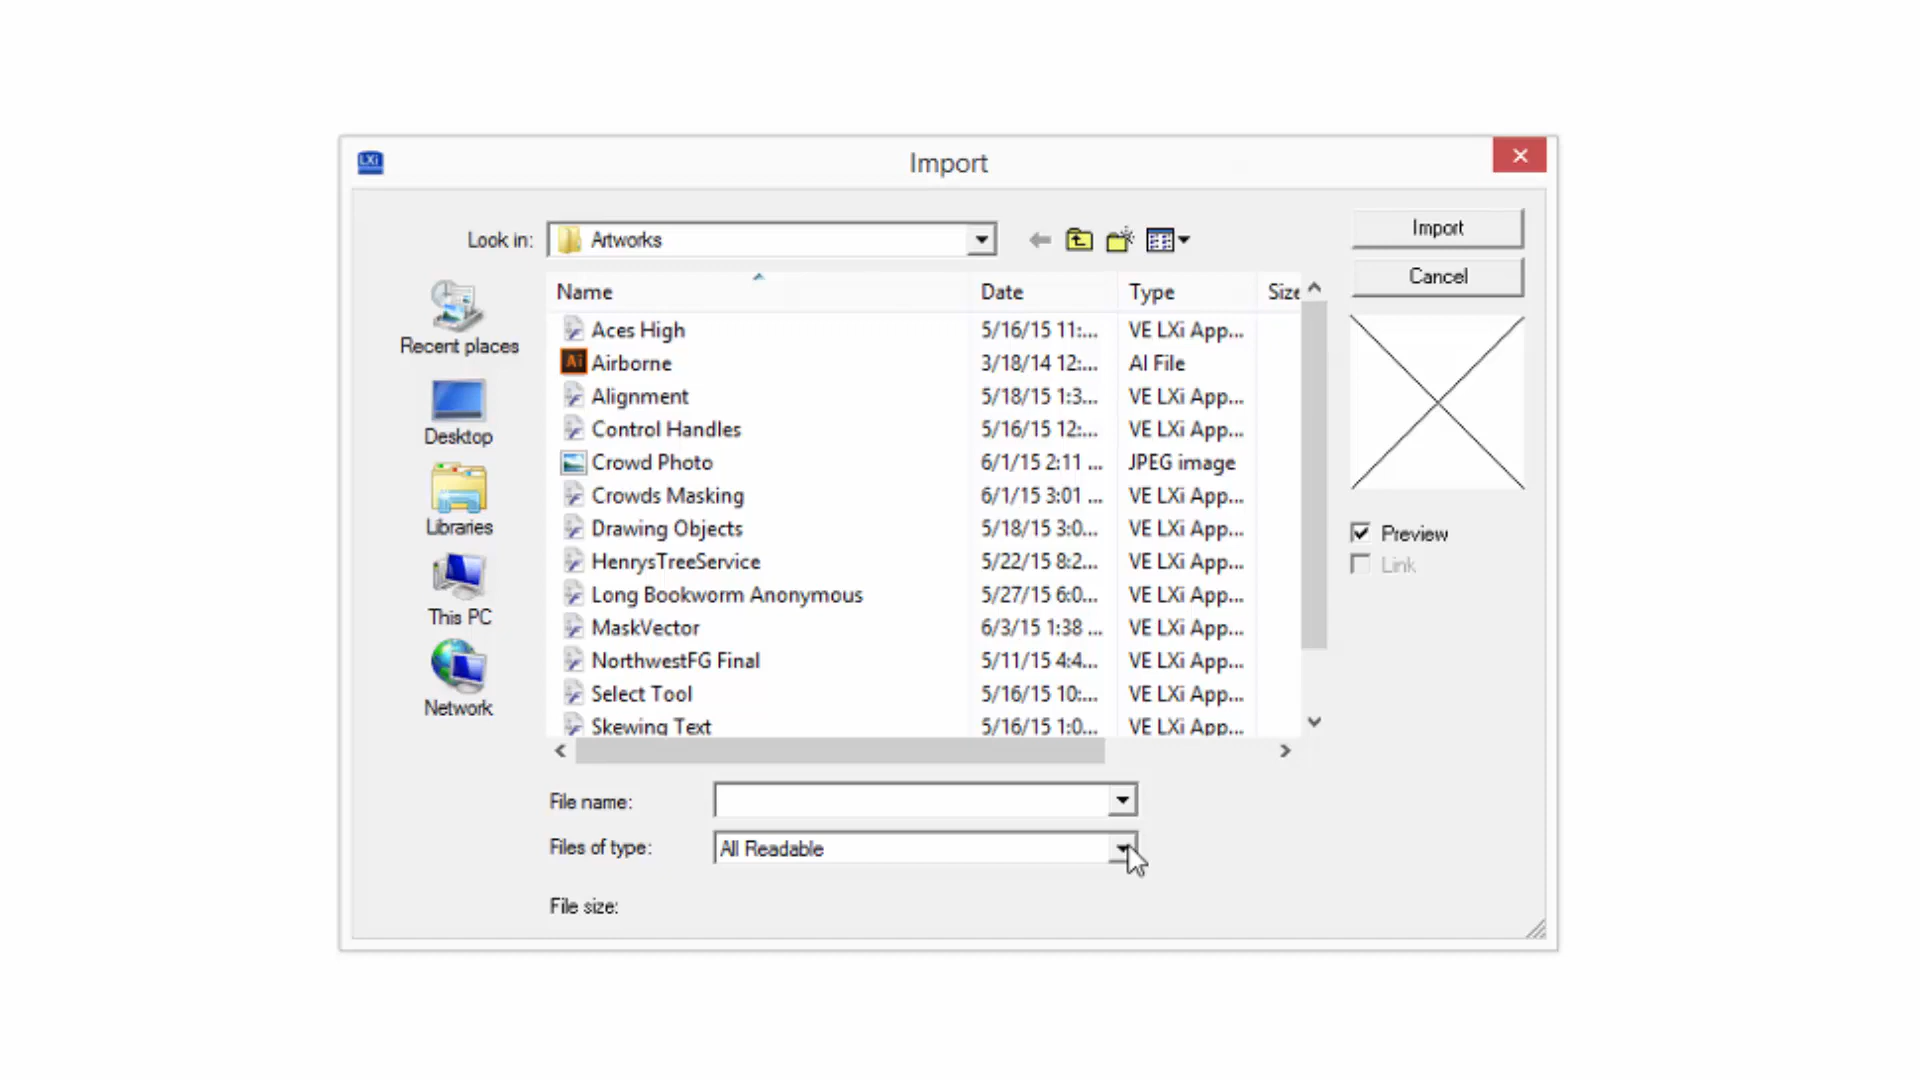 LXi
Import
Look in: Artworks
Import
Cancel
Recent places
Desktop
Libraries
This PC
Network
Name Date Type Size
Aces High 5/16/15 11:... VE LXi App...
Ai Airborne 3/18/14 12:... AI File
Alignment 5/18/15 1:3... VE LXi App...
Control Handles 5/16/15 12:... VE LXi App...
Crowd Photo 6/1/15 2:11 ... JPEG image
Crowds Masking 6/1/15 3:01 ... VE LXi App...
Drawing Objects 5/18/15 3:0... VE LXi App...
HenrysTreeService 5/22/15 8:2... VE LXi App...
Long Bookworm Anonymous 5/27/15 6:0... VE LXi App...
MaskVector 6/3/15 1:38 ... VE LXi App...
NorthwestFG Final 5/11/15 4:4... VE LXi App...
Select Tool 5/16/15 10:... VE LXi App...
Skewing Text 5/16/15 1:0... VE LXi App...
Preview
Link
File name:
Files of type: All Readable
File size: